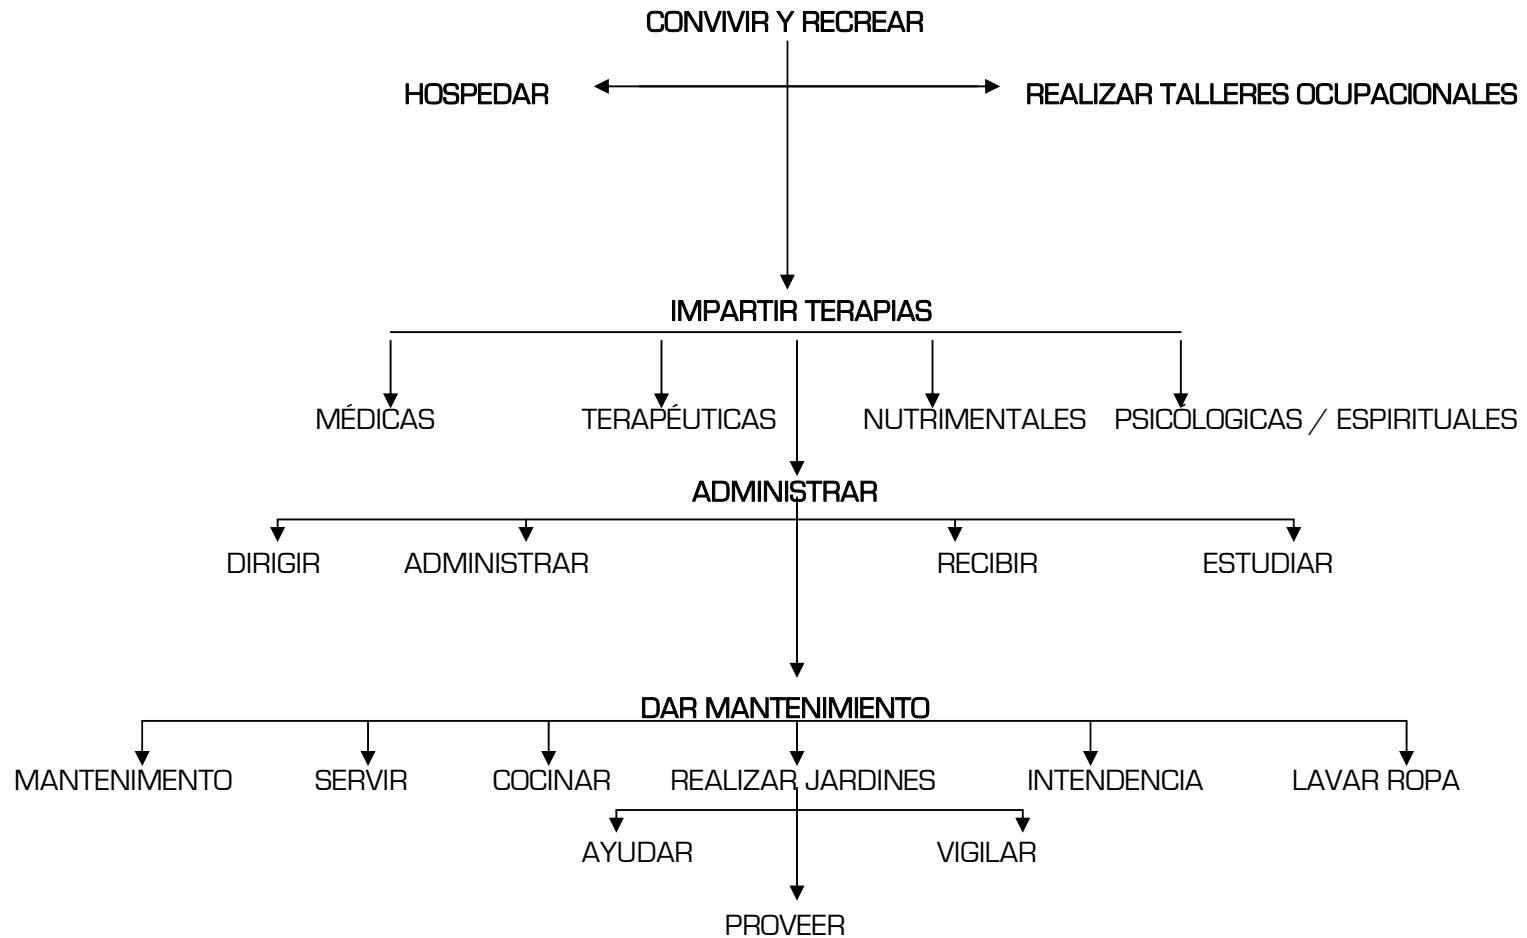 CONVIVIR Y RECREAR
HOSPEDAR
REALIZAR TALLERES OCUPACIONALES
IMPARTIR TERAPIAS
MÉDICAS
TERAPÉUTICAS
NUTRIMENTALES
PSICÓLOGICAS / ESPIRITUALES
ADMINISTRAR
DIRIGIR
ADMINISTRAR
RECIBIR
ESTUDIAR
DAR MANTENIMIENTO
MANTENIMENTO
SERVIR
COCINAR
REALIZAR JARDINES
INTENDENCIA
LAVAR ROPA
AYUDAR
VIGILAR
PROVEER